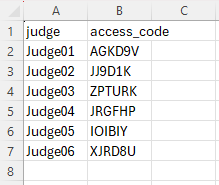 A B C
1 judge access_code
2 Judge01 AGKD9V
3 Judge02 JJ9D1K
4 Judge03 ZPTURK
5 Judge04 JRGFHP
6 Judge05 IOIBIY
7 Judge06 XJRD8U
8